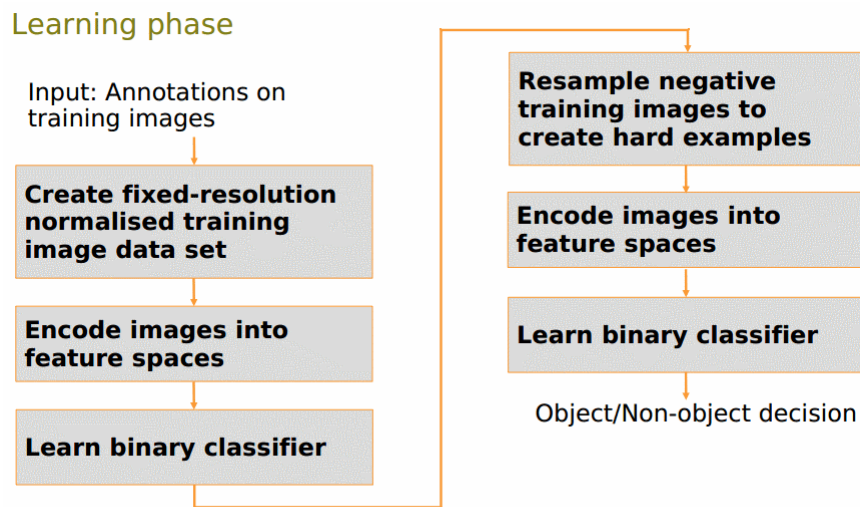 Learning phase
Input: Annotations on
training images
Create fixed-resolution
normalised training
image data set
Encode images into
feature spaces
Learn binary classifier
Resample negative
training images to
create hard examples
Encode images into
feature spaces
Learn binary classifier
Object/Non-object decision